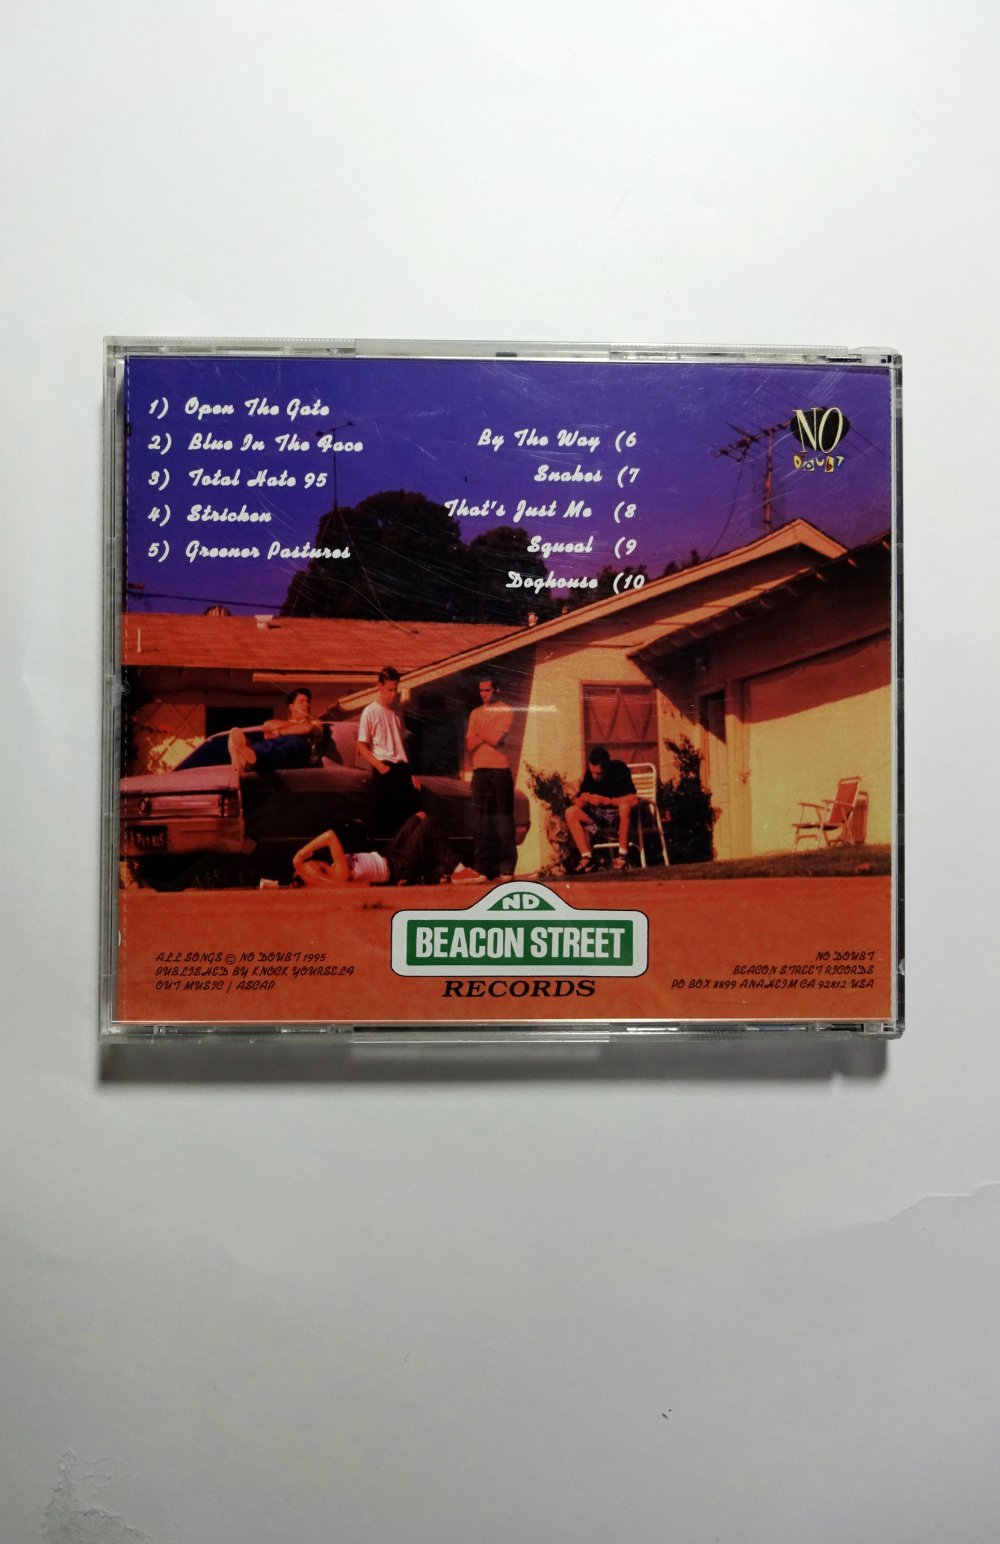 1) Open The Gate
2) Blue In The Face
3) Total Hate 95
4) Stricken
5) Greener Pastures
By The Way (6
Snakes (7
That's Just Me (8
Squeal (9
Doghouse (10
NO
DOUBT
ND
BEACON STREET
RECORDS
ALL SONGS © NO DOUBT 1995
PUBLISHED BY KNOCK YOURSELF
OUT MUSIC / ASCAP
NO DOUBT
BEACON STREET RICORDS
PO BOX 8899 ANAHEIM CA 92812 USA